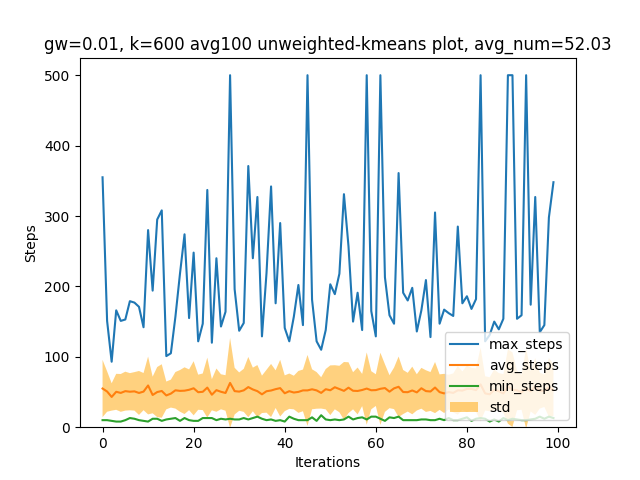 gw=0.01, k=600 avg100 unweighted-kmeans plot, avg_num=52.03
500
400
300
200
100
0
Steps
0 20 40 60 80 100
Iterations
max_steps
avg_steps
min_steps
std